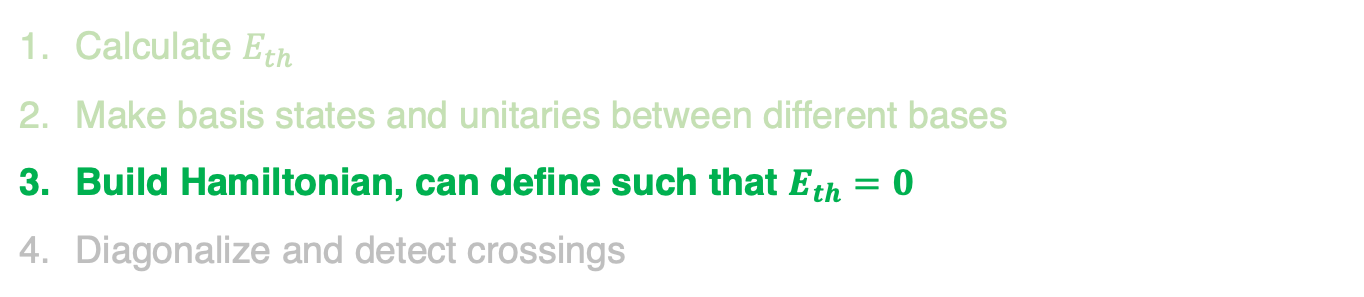 1. Calculate E_th
2. Make basis states and unitaries between different bases
3. Build Hamiltonian, can define such that E_th = 0
4. Diagonalize and detect crossings